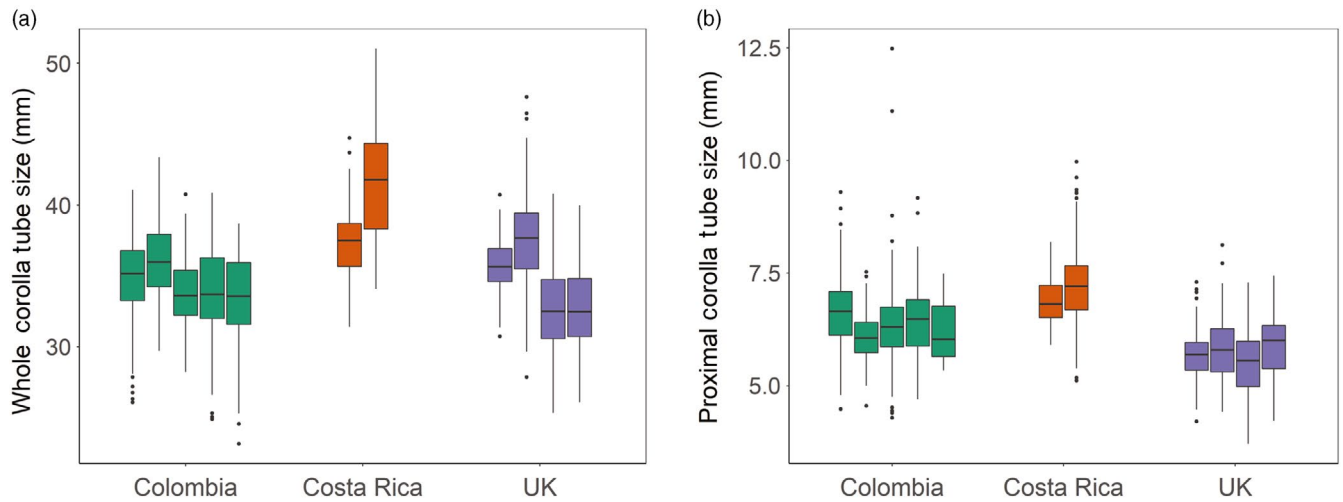 (a)
Whole corolla tube size (mm)
50
40
30
Colombia
Costa Rica
UK
(b)
Proximal corolla tube size (mm)
12.5
10.0
7.5
5.0
Colombia
Costa Rica
UK